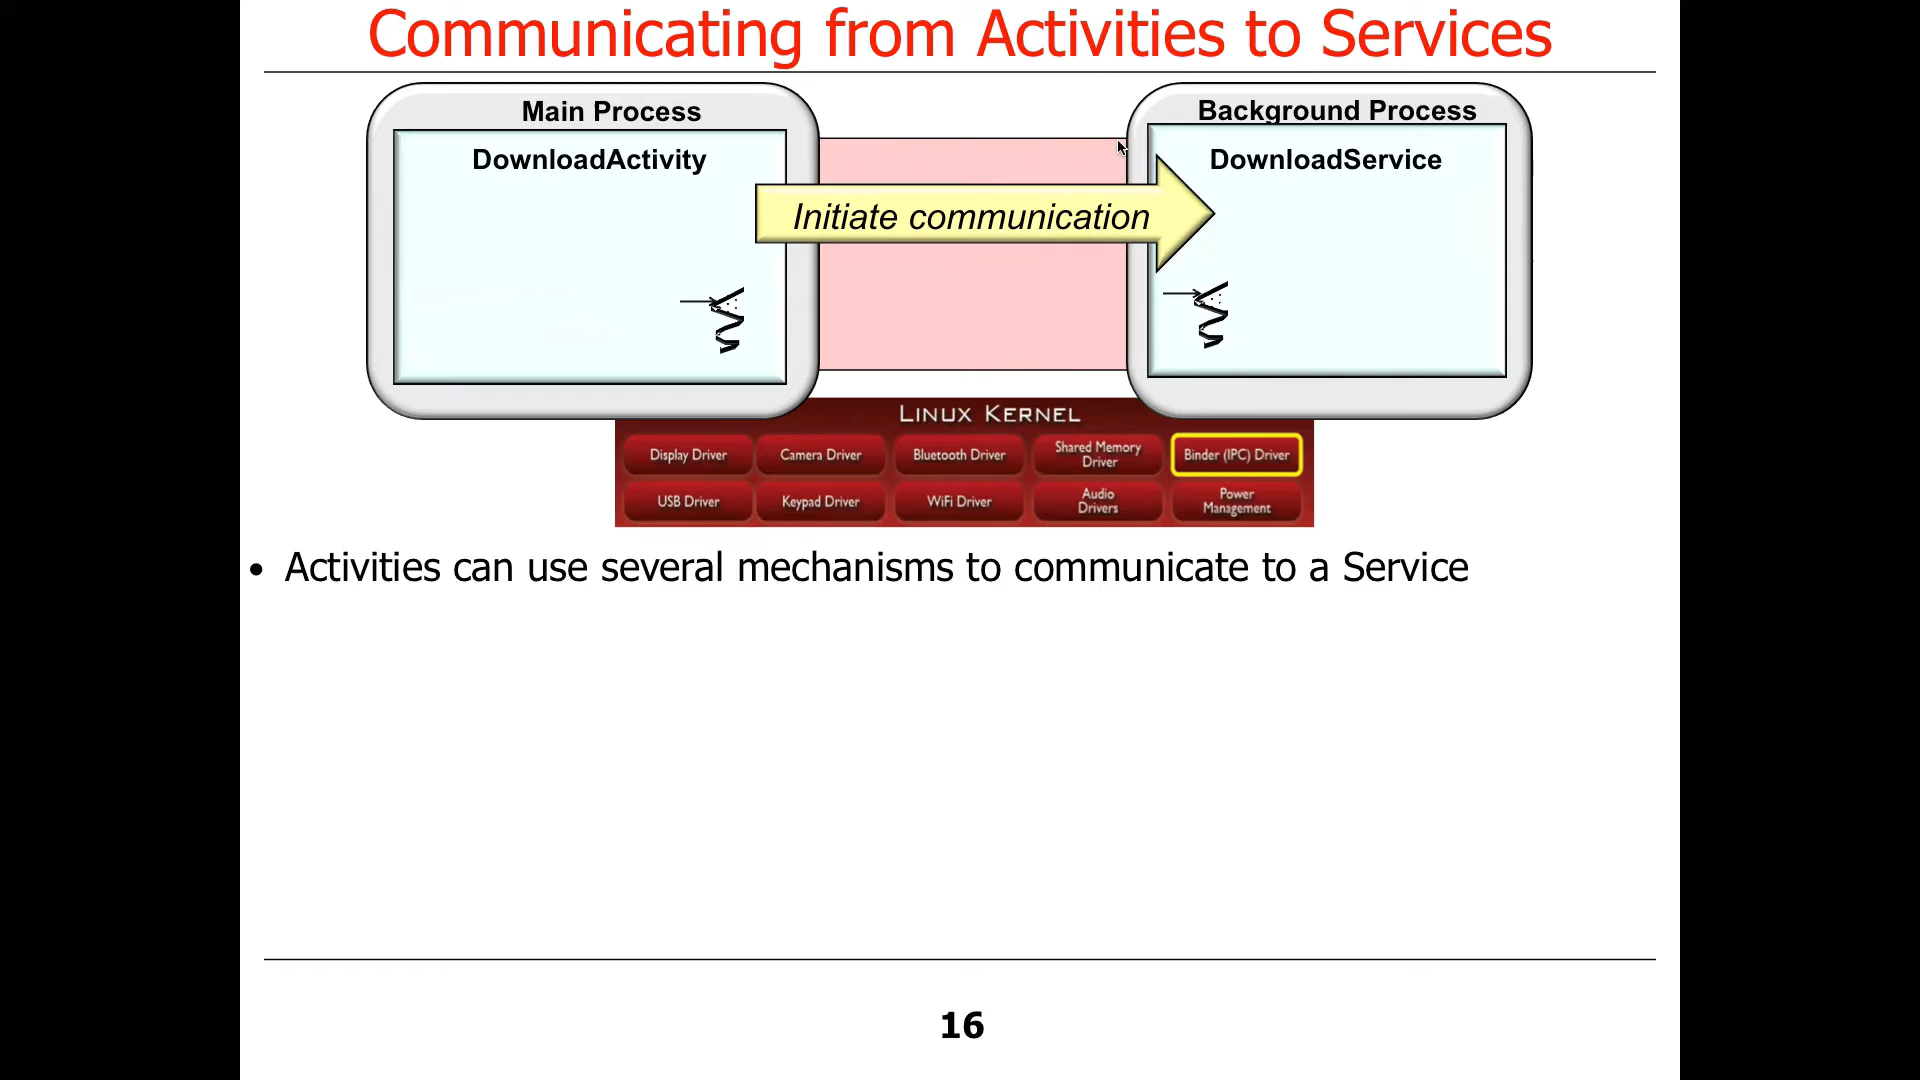 Communicating from Activities to Services
Main Process
Background Process
DownloadActivity
DownloadService
Initiate communication
LINUX KERNEL
Display Driver
Camera Driver
Bluetooth Driver
Shared Memory
Driver
Binder (IPC) Driver
USB Driver
Keypad Driver
WiFi Driver
Audio
Drivers
Power
Management
• Activities can use several mechanisms to communicate to a Service
16